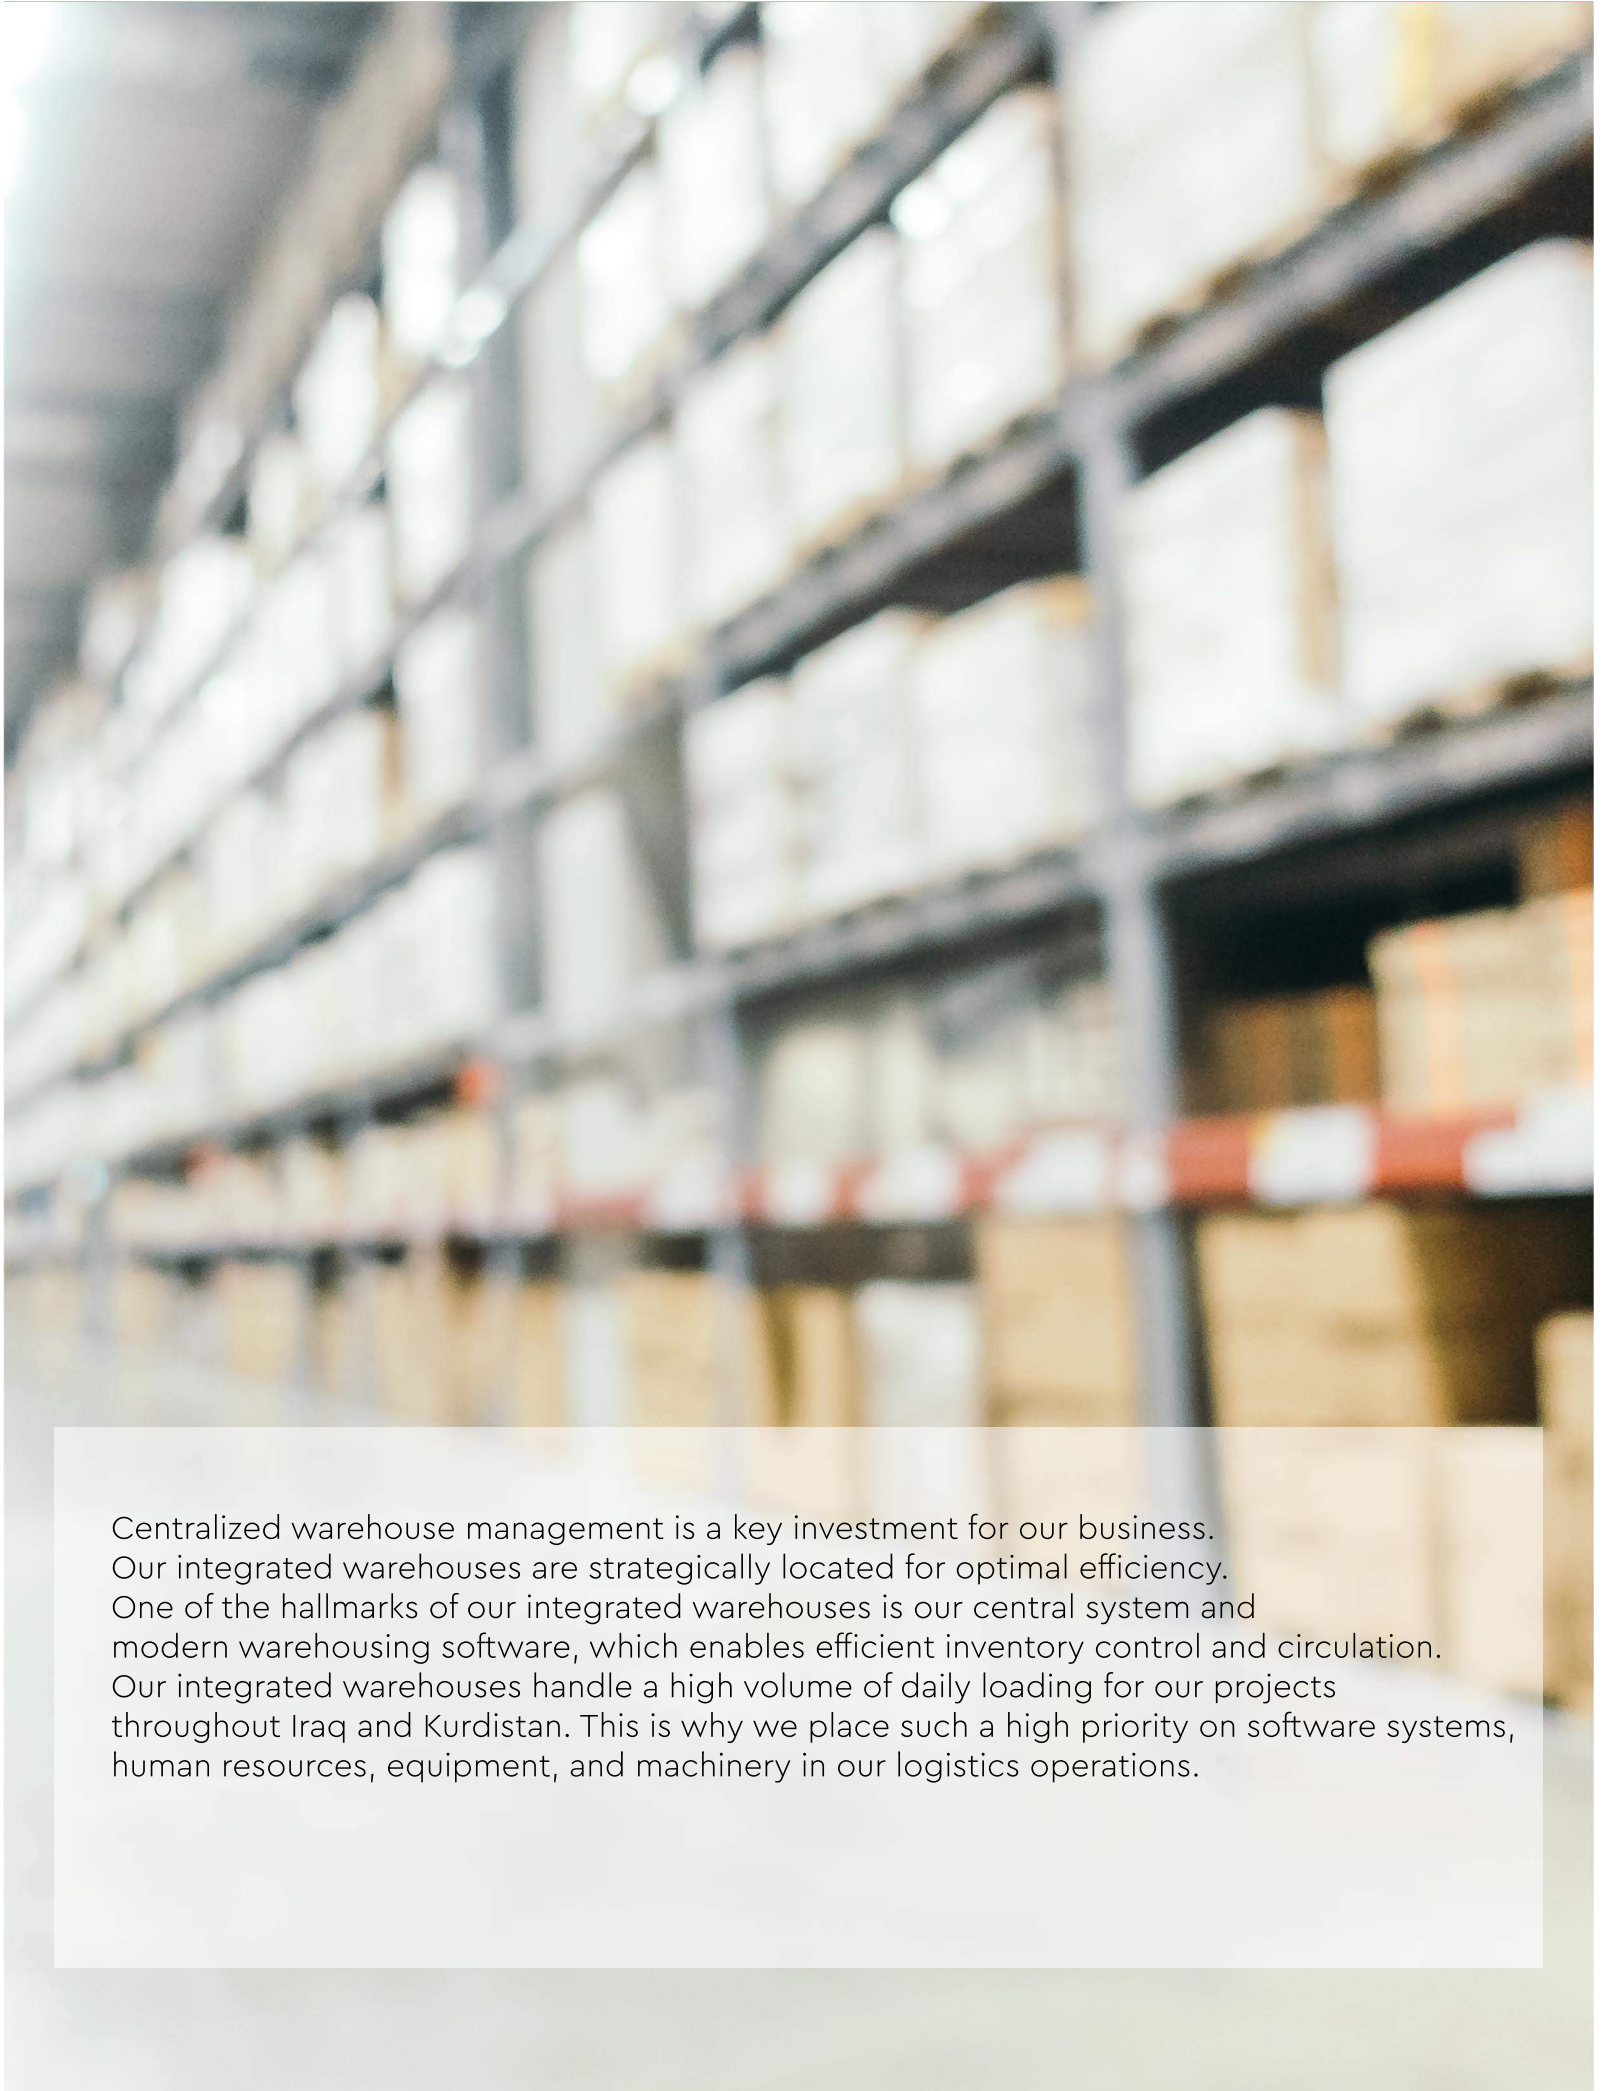 Centralized warehouse management is a key investment for our business.
Our integrated warehouses are strategically located for optimal efficiency.
One of the hallmarks of our integrated warehouses is our central system and
modern warehousing software, which enables efficient inventory control and circulation.
Our integrated warehouses handle a high volume of daily loading for our projects
throughout Iraq and Kurdistan. This is why we place such a high priority on software systems,
human resources, equipment, and machinery in our logistics operations.